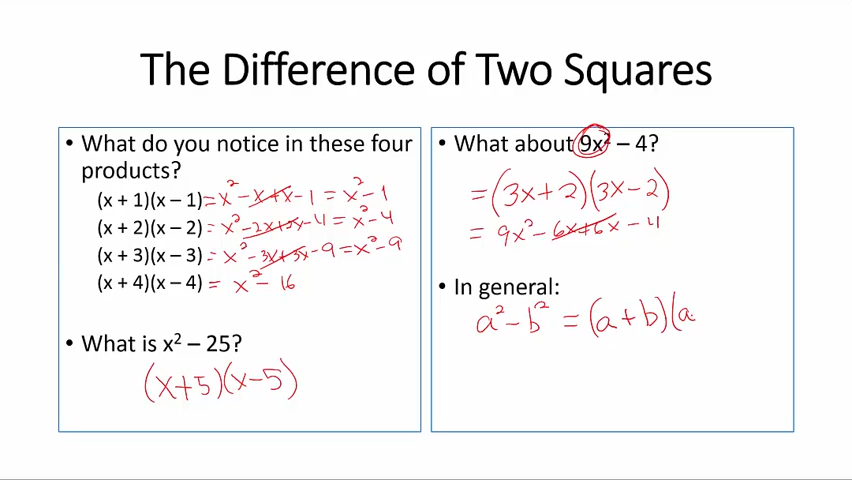 The Difference of Two Squares
• What do you notice in these four
products?
(x + 1)(x – 1) = x² - x + x - 1 = x² - 1
(x + 2)(x – 2) = x² - 2x + 2x - 4 = x² - 4
(x + 3)(x – 3) = x² - 3x + 3x - 9 = x² - 9
(x + 4)(x – 4) = x² - 16
• What is x² – 25?
(x+5)(x-5)
• What about 9x² – 4?
= (3x+2)(3x-2)
= 9x² - 6x + 6x - 4
• In general:
a² - b² = (a+b)(a